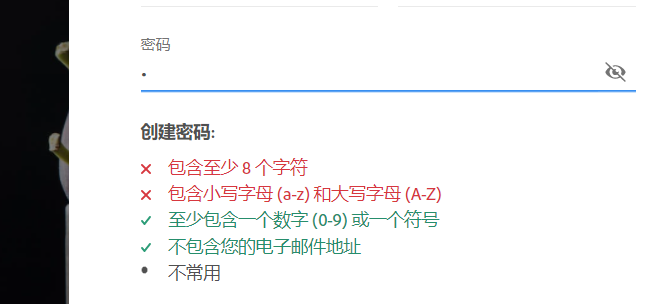 密码
创建密码:
包含至少 8 个字符
包含小写字母 (a-z) 和大写字母 (A-Z)
至少包含一个数字 (0-9) 或一个符号
不包含您的电子邮件地址
不常用